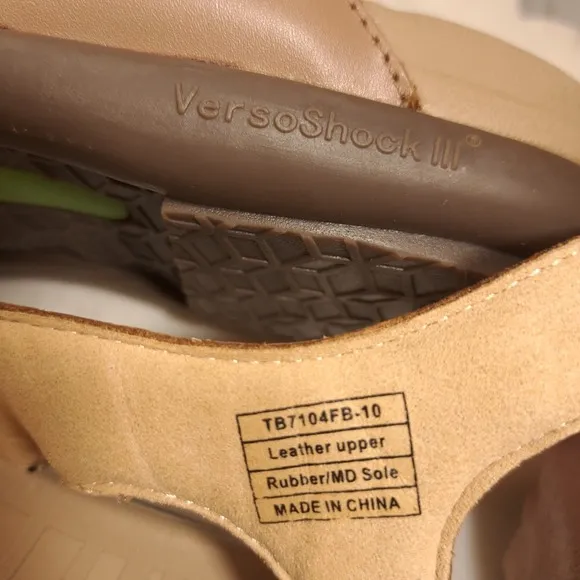 VersoShock III®
TB7104FB-10
Leather upper
Rubber/MD Sole
MADE IN CHINA